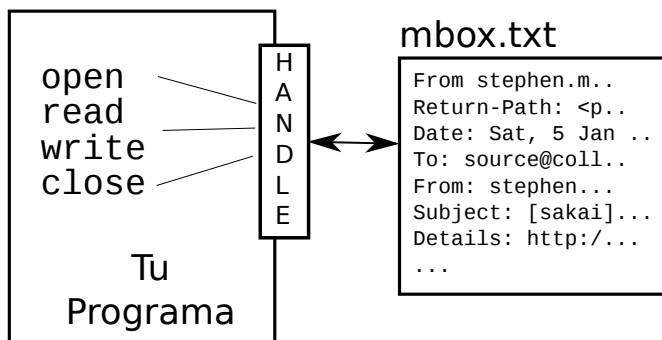 open
read
write
close
Tu
Programa
H
A
N
D
L
E
mbox.txt
From stephen.m..
Return-Path: <p..
Date: Sat, 5 Jan ..
To: source@coll..
From: stephen...
Subject: [sakai]...
Details: http:/...
...